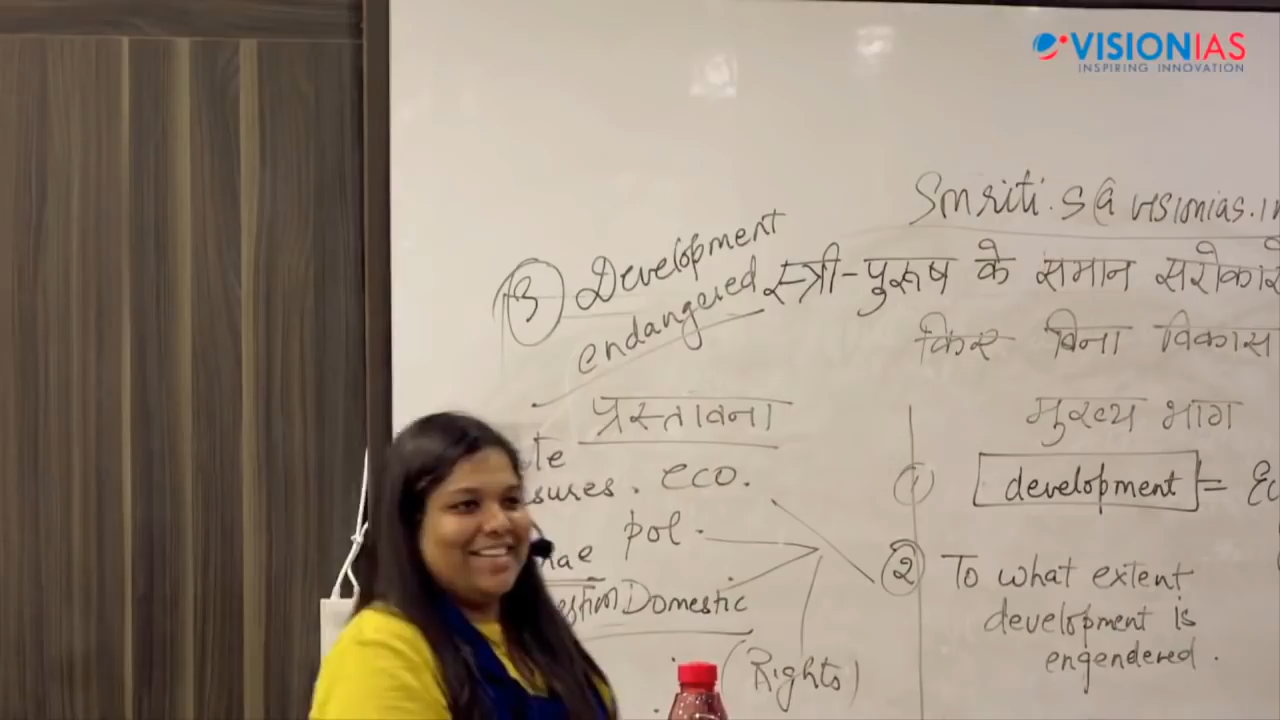 VISIONIAS
INSPIRING INNOVATION
Smriti.s@visionias.in
③ Development
endangered
स्त्री-पुरूष के समान सरोकारों
किए बिना विकास
प्रस्तावना
eco.
pol.
Domestic
(Rights)
मुख्य भाग
① development =
② To what extent
development is
engendered.